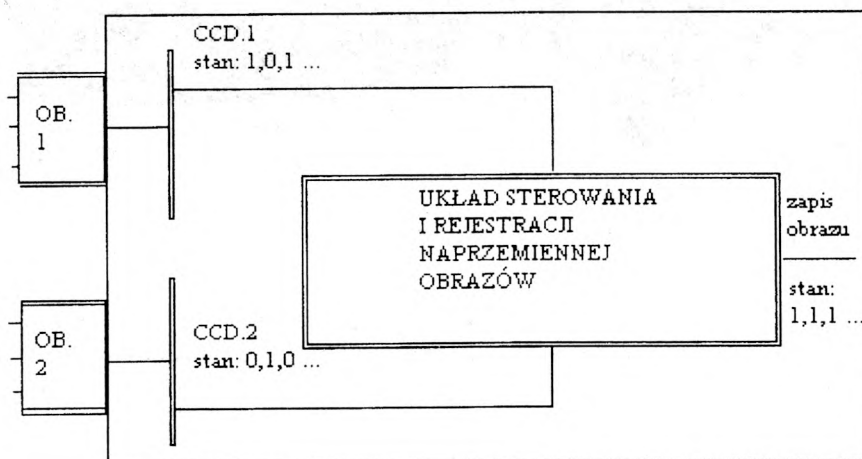 CCD.1
stan: 1,0,1 ...
OB.
1
UKŁAD STEROWANIA
I REJESTRACJI
NAPRZEMIENNEJ
OBRAZÓW
zapis
obrazu
stan:
1,1,1 ...
OB.
2
CCD.2
stan: 0,1,0 ...